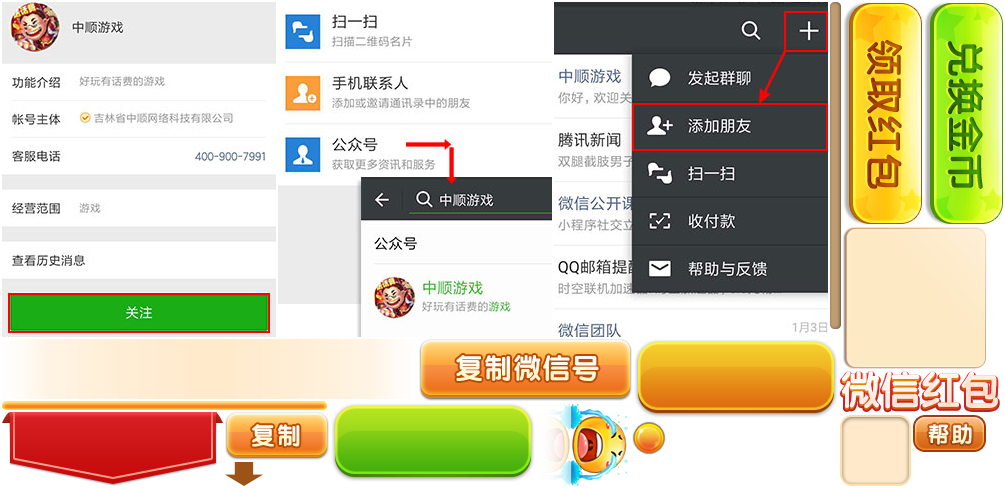 中顺游戏
功能介绍 好玩有话费的游戏
帐号主体 吉林省中顺网络科技有限公司
客服电话 400-900-7991
经营范围 游戏
查看历史消息
关注
扫一扫
扫描二维码名片
手机联系人
添加或邀请通讯录中的朋友
公众号
获取更多资讯和服务
中顺游戏
公众号
中顺游戏
好玩有话费的游戏
中顺游戏
你好，欢迎关
腾讯新闻
双腿截肢男子
微信公开课
小程序社交立
QQ邮箱提醒
时空联机加速
微信团队
1月3日
发起群聊
添加朋友
扫一扫
收付款
帮助与反馈
领取红包
兑换金币
复制微信号
微信红包
复制
帮助